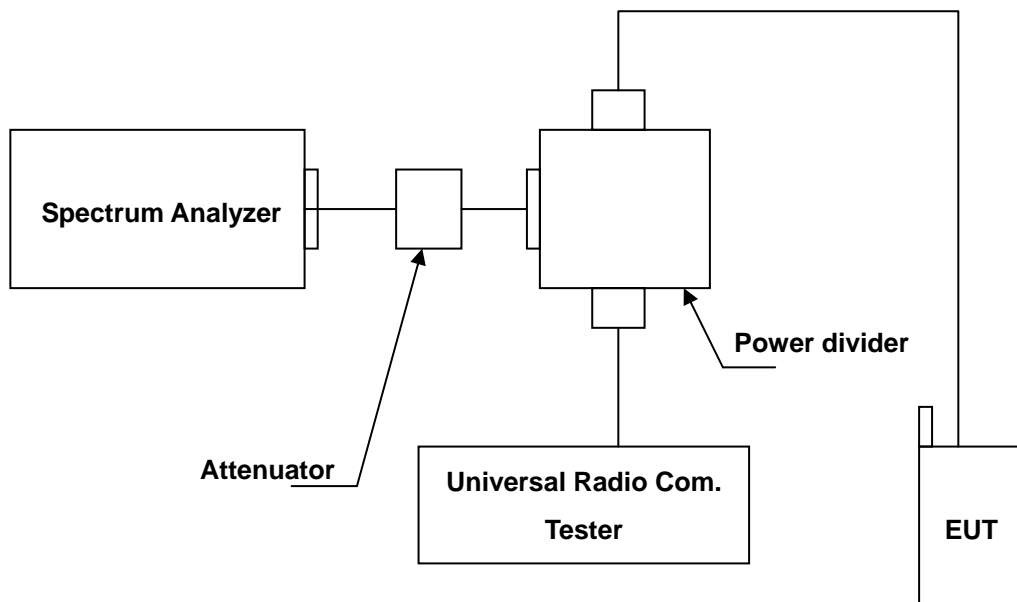 Spectrum Analyzer
Power divider
Attenuator
Universal Radio Com.
Tester
EUT